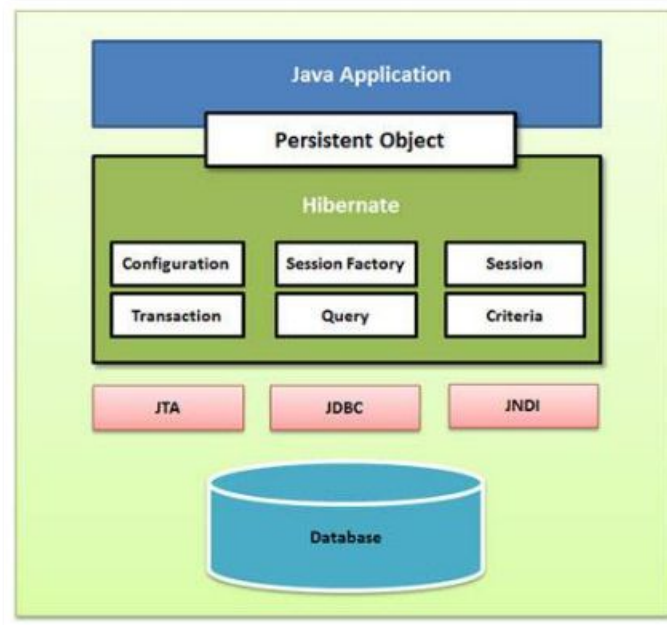 Java Application
Persistent Object
Hibernate
Configuration
Session Factory
Session
Transaction
Query
Criteria
JTA
JDBC
JNDI
Database